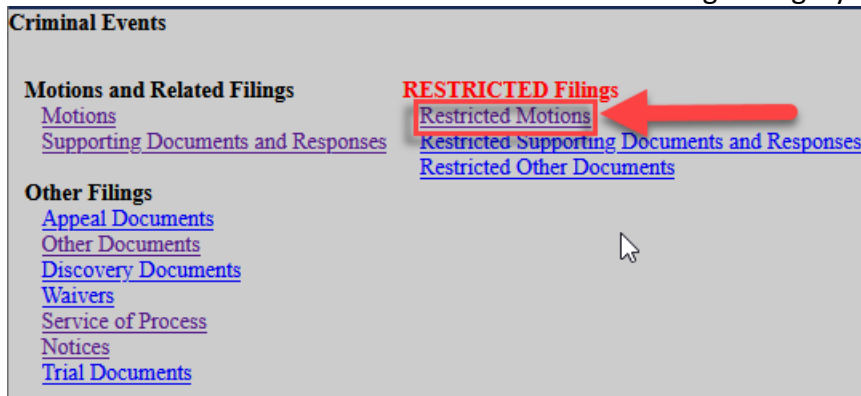 Criminal Events
Motions and Related Filings
Motions
Supporting Documents and Responses
RESTRICTED Filings
Restricted Motions
Restricted Supporting Documents and Responses
Restricted Other Documents
Other Filings
Appeal Documents
Other Documents
Discovery Documents
Waivers
Service of Process
Notices
Trial Documents